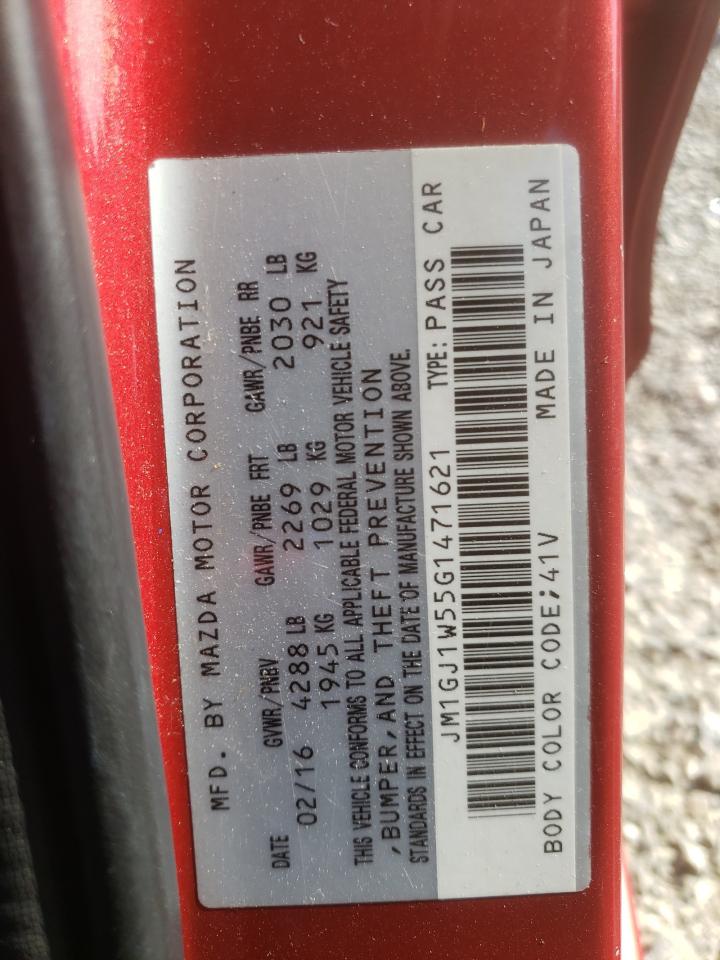 MFD. BY MAZDA MOTOR CORPORATION
DATE GVWR/PNBV GAWR/PNBE FRT GAWR/PNBE RR
02/16 4288 LB 2269 LB 2030 LB
1945 KG 1029 KG 921 KG
THIS VEHICLE CONFORMS TO ALL APPLICABLE FEDERAL MOTOR VEHICLE SAFETY
,BUMPER,AND THEFT PREVENTION
STANDARDS IN EFFECT ON THE DATE OF MANUFACTURE SHOWN ABOVE.
JM1GJ1W55G1471621 TYPE: PASS CAR
BODY COLOR CODE;41V MADE IN JAPAN